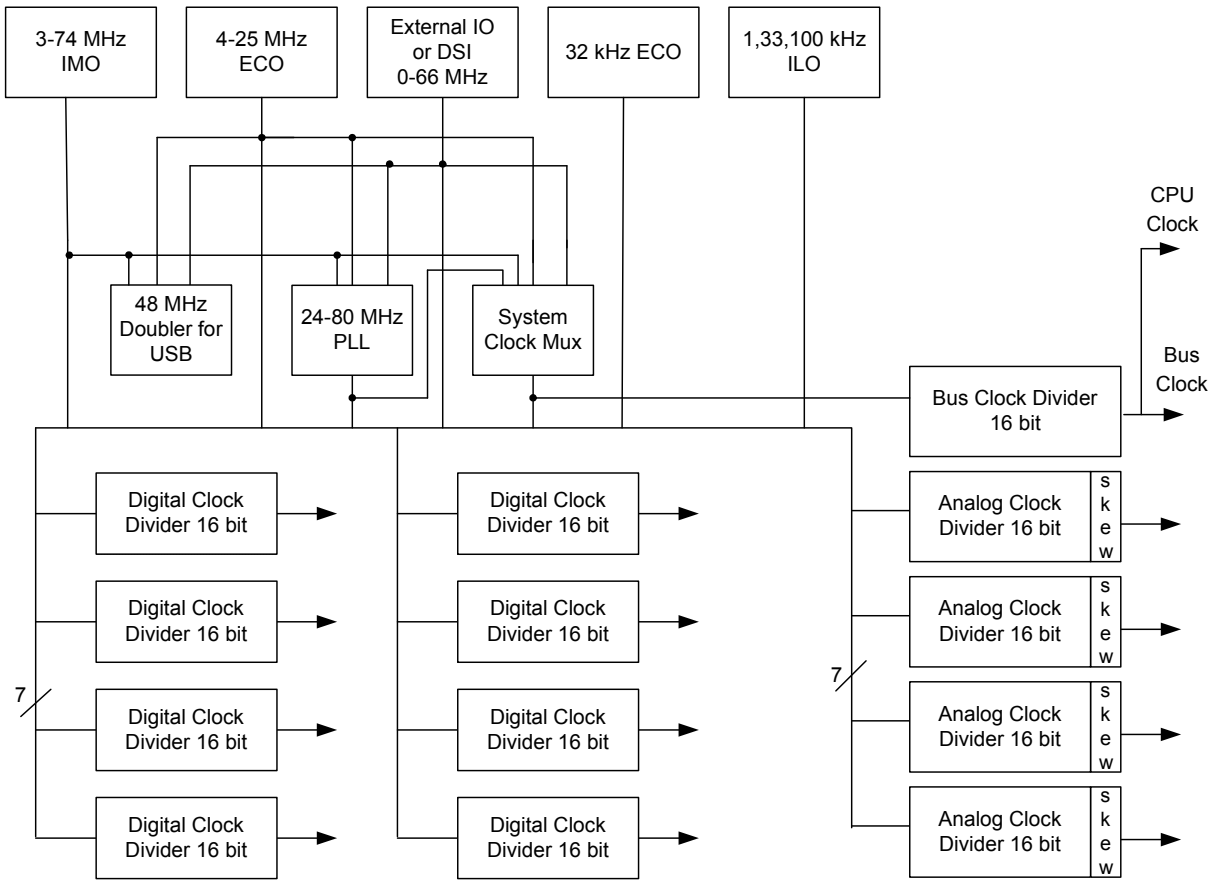 3-74 MHz
IMO
4-25 MHz
ECO
External IO
or DSI
0-66 MHz
32 kHz ECO
1,33,100 kHz
ILO
CPU
Clock
48 MHz
Doubler for
USB
24-80 MHz
PLL
System
Clock Mux
Bus
Clock
Bus Clock Divider
16 bit
Digital Clock
Divider 16 bit
Digital Clock
Divider 16 bit
Analog Clock
Divider 16 bit
s
k
e
w
Digital Clock
Divider 16 bit
Digital Clock
Divider 16 bit
Analog Clock
Divider 16 bit
s
k
e
w
7
7
Digital Clock
Divider 16 bit
Digital Clock
Divider 16 bit
Analog Clock
Divider 16 bit
s
k
e
w
Digital Clock
Divider 16 bit
Digital Clock
Divider 16 bit
Analog Clock
Divider 16 bit
s
k
e
w